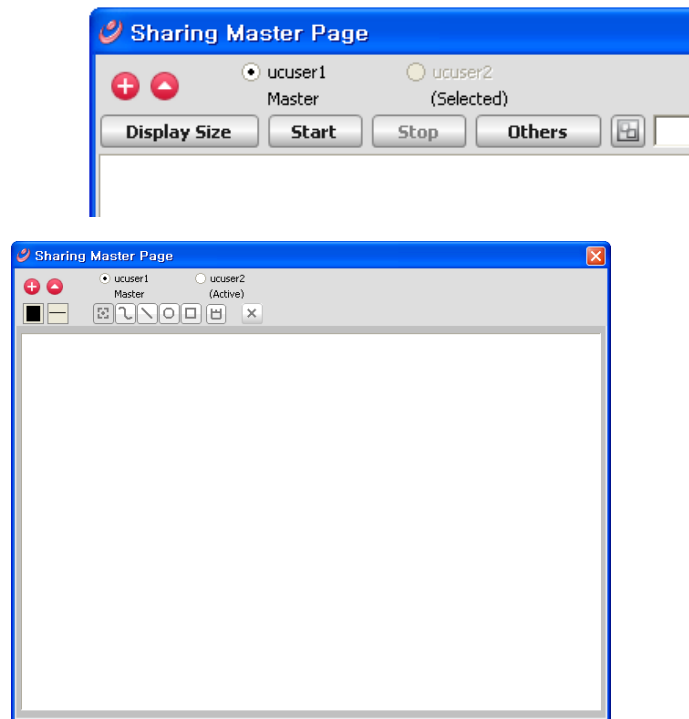 Sharing Master Page
ucuser1 ucuser2
Master (Selected)
Display Size Start Stop Others
Sharing Master Page
ucuser1 ucuser2
Master (Active)